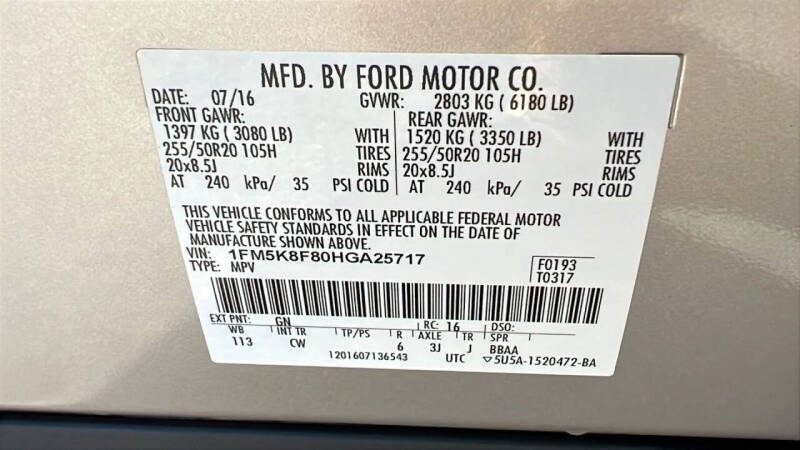 MFD. BY FORD MOTOR CO.
DATE: 07/16 GVWR: 2803 KG ( 6180 LB)
FRONT GAWR: REAR GAWR:
1397 KG ( 3080 LB) WITH 1520 KG ( 3350 LB) WITH
255/50R20 105H TIRES 255/50R20 105H TIRES
20x8.5J RIMS 20x8.5J RIMS
AT 240 kPa/ 35 PSI COLD AT 240 kPa/ 35 PSI COLD
THIS VEHICLE CONFORMS TO ALL APPLICABLE FEDERAL MOTOR
VEHICLE SAFETY STANDARDS IN EFFECT ON THE DATE OF
MANUFACTURE SHOWN ABOVE.
VIN: 1FM5K8F80HGA25717 F0193
TYPE: MPV T0317
EXT PNT: GN RC: 16 DSO:
WB INT TR TP/PS R AXLE TR SPR
113 CW 6 3J J BBAA
1201607136543 UTC ▽5U5A-1520472-BA